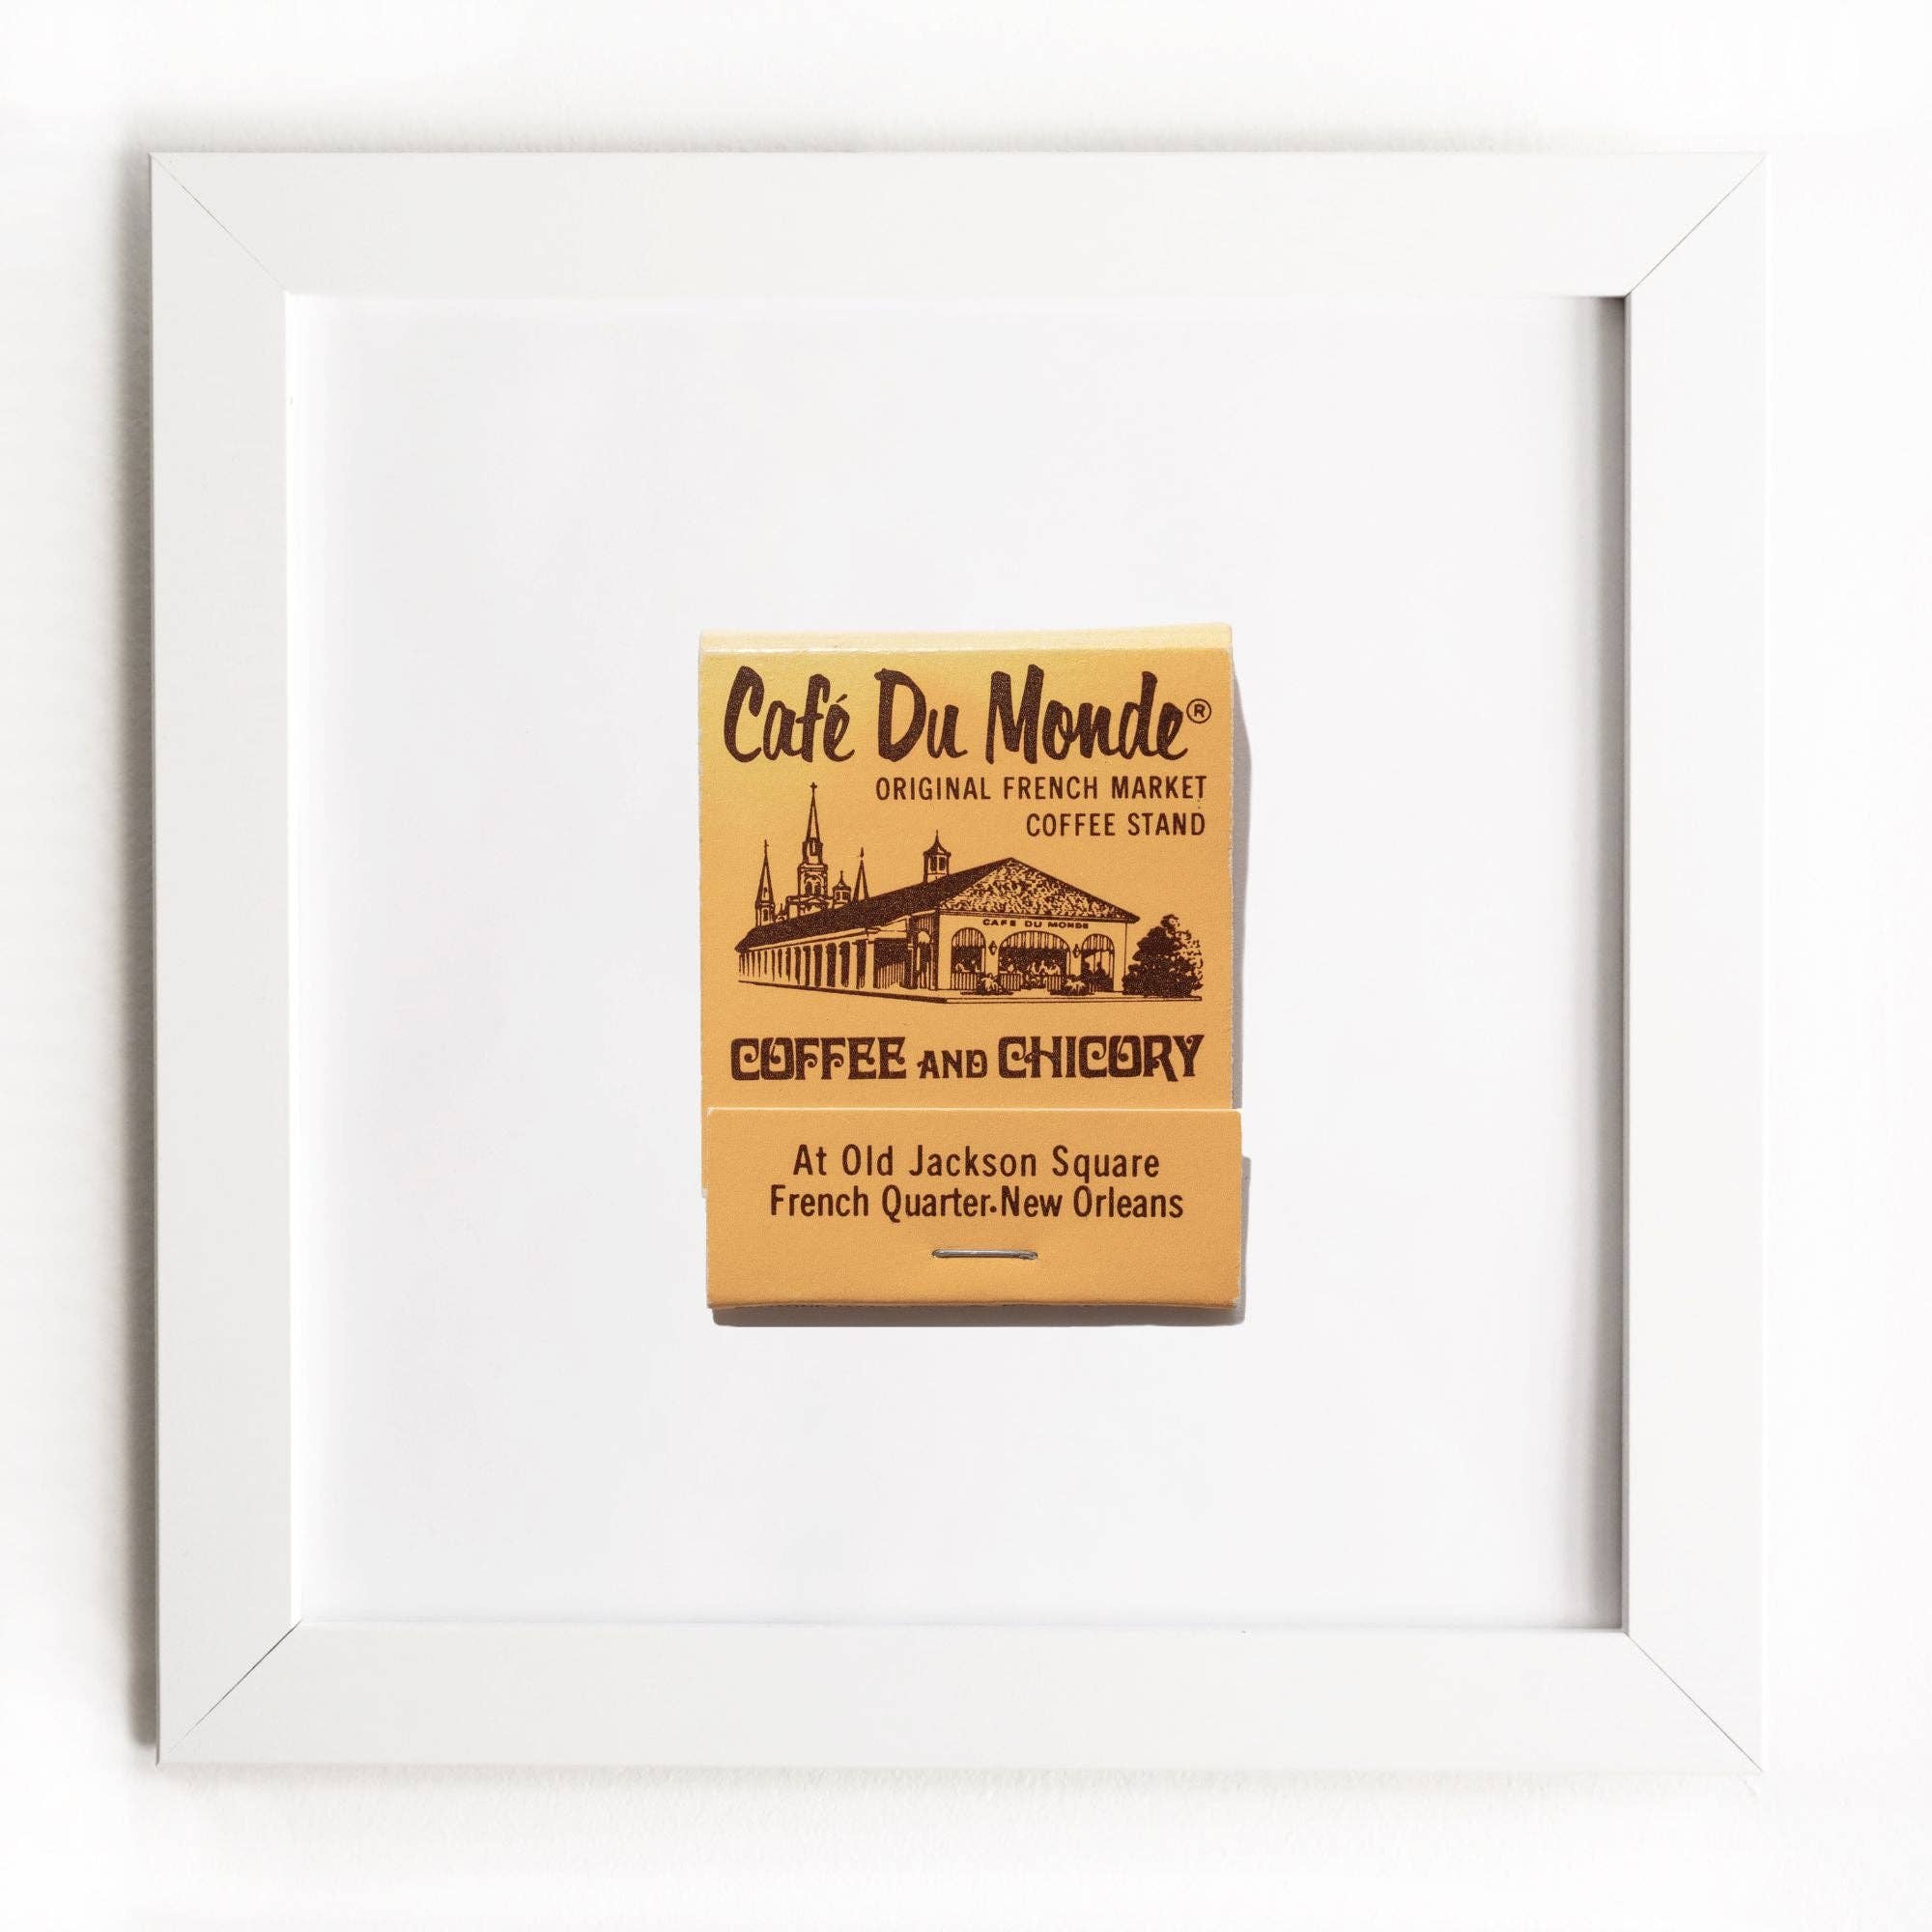 Café Du Monde®
ORIGINAL FRENCH MARKET
COFFEE STAND
CAFE DU MONDE
COFFEE AND CHICORY
At Old Jackson Square
French Quarter·New Orleans